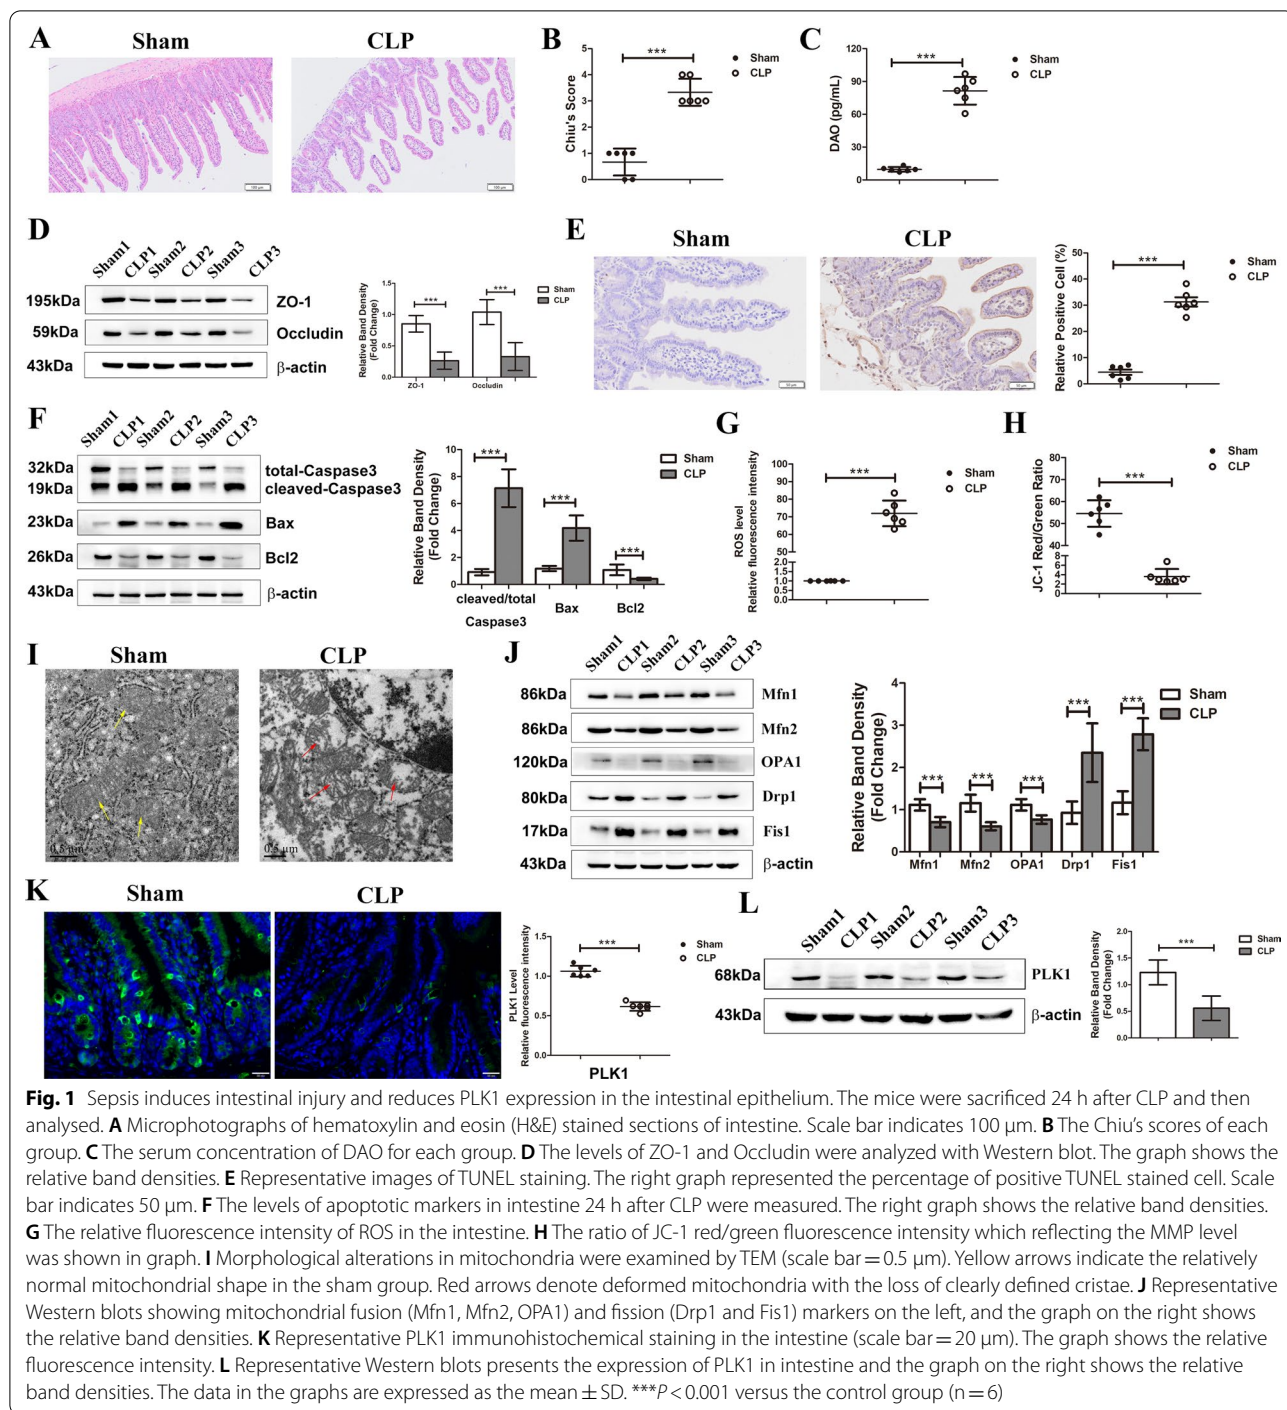 A
Sham
CLP
100 μm
100 μm
B
Chiu's Score
5
4
3
2
1
0
***
Sham
CLP
C
DAO (pg/mL)
120
90
60
30
0
***
Sham
CLP
D
Sham1
CLP1
Sham2
CLP2
Sham3
CLP3
195kDa
ZO-1
59kDa
Occludin
43kDa
β-actin
Relative Band Density
(Fold Change)
1.5
1.0
0.5
0.0
***
***
ZO-1
Occludin
Sham
CLP
E
Sham
CLP
50 μm
50 μm
Relative Positive Cell (%)
50
40
30
20
10
0
***
Sham
CLP
F
Sham1
CLP1
Sham2
CLP2
Sham3
CLP3
32kDa
total-Caspase3
19kDa
cleaved-Caspase3
23kDa
Bax
26kDa
Bcl2
43kDa
β-actin
Relative Band Density
(Fold Change)
10
8
6
4
2
0
***
***
***
cleaved/total
Caspase3
Bax
Bcl2
Sham
CLP
G
ROS level
Relative fluorescence intensity
100
90
80
70
60
50
2.0
1.5
1.0
0.5
0.0
***
Sham
CLP
H
JC-1 Red/Green Ratio
80
70
60
50
40
8
6
4
2
0
***
Sham
CLP
I
Sham
CLP
0.5 μm
0.5 μm
J
Sham1
CLP1
Sham2
CLP2
Sham3
CLP3
86kDa
Mfn1
86kDa
Mfn2
120kDa
OPA1
80kDa
Drp1
17kDa
Fis1
43kDa
β-actin
Relative Band Density
(Fold Change)
4
3
2
1
0
***
***
***
***
***
Mfn1
Mfn2
OPA1
Drp1
Fis1
Sham
CLP
K
Sham
CLP
PLK1 Level
Relative fluorescence intensity
1.5
1.0
0.5
0.0
***
PLK1
Sham
CLP
L
Sham1
CLP1
Sham2
CLP2
Sham3
CLP3
68kDa
PLK1
43kDa
β-actin
Relative Band Density
(Fold Change)
2.0
1.5
1.0
0.5
0.0
***
Sham
CLP
Fig. 1 Sepsis induces intestinal injury and reduces PLK1 expression in the intestinal epithelium. The mice were sacrificed 24 h after CLP and then
analysed. A Microphotographs of hematoxylin and eosin (H&E) stained sections of intestine. Scale bar indicates 100 μm. B The Chiu's scores of each
group. C The serum concentration of DAO for each group. D The levels of ZO-1 and Occludin were analyzed with Western blot. The graph shows the
relative band densities. E Representative images of TUNEL staining. The right graph represented the percentage of positive TUNEL stained cell. Scale
bar indicates 50 μm. F The levels of apoptotic markers in intestine 24 h after CLP were measured. The right graph shows the relative band densities.
G The relative fluorescence intensity of ROS in the intestine. H The ratio of JC-1 red/green fluorescence intensity which reflecting the MMP level
was shown in graph. I Morphological alterations in mitochondria were examined by TEM (scale bar = 0.5 μm). Yellow arrows indicate the relatively
normal mitochondrial shape in the sham group. Red arrows denote deformed mitochondria with the loss of clearly defined cristae. J Representative
Western blots showing mitochondrial fusion (Mfn1, Mfn2, OPA1) and fission (Drp1 and Fis1) markers on the left, and the graph on the right shows
the relative band densities. K Representative PLK1 immunohistochemical staining in the intestine (scale bar = 20 μm). The graph shows the relative
fluorescence intensity. L Representative Western blots presents the expression of PLK1 in intestine and the graph on the right shows the relative
band densities. The data in the graphs are expressed as the mean ± SD. ***P < 0.001 versus the control group (n = 6)